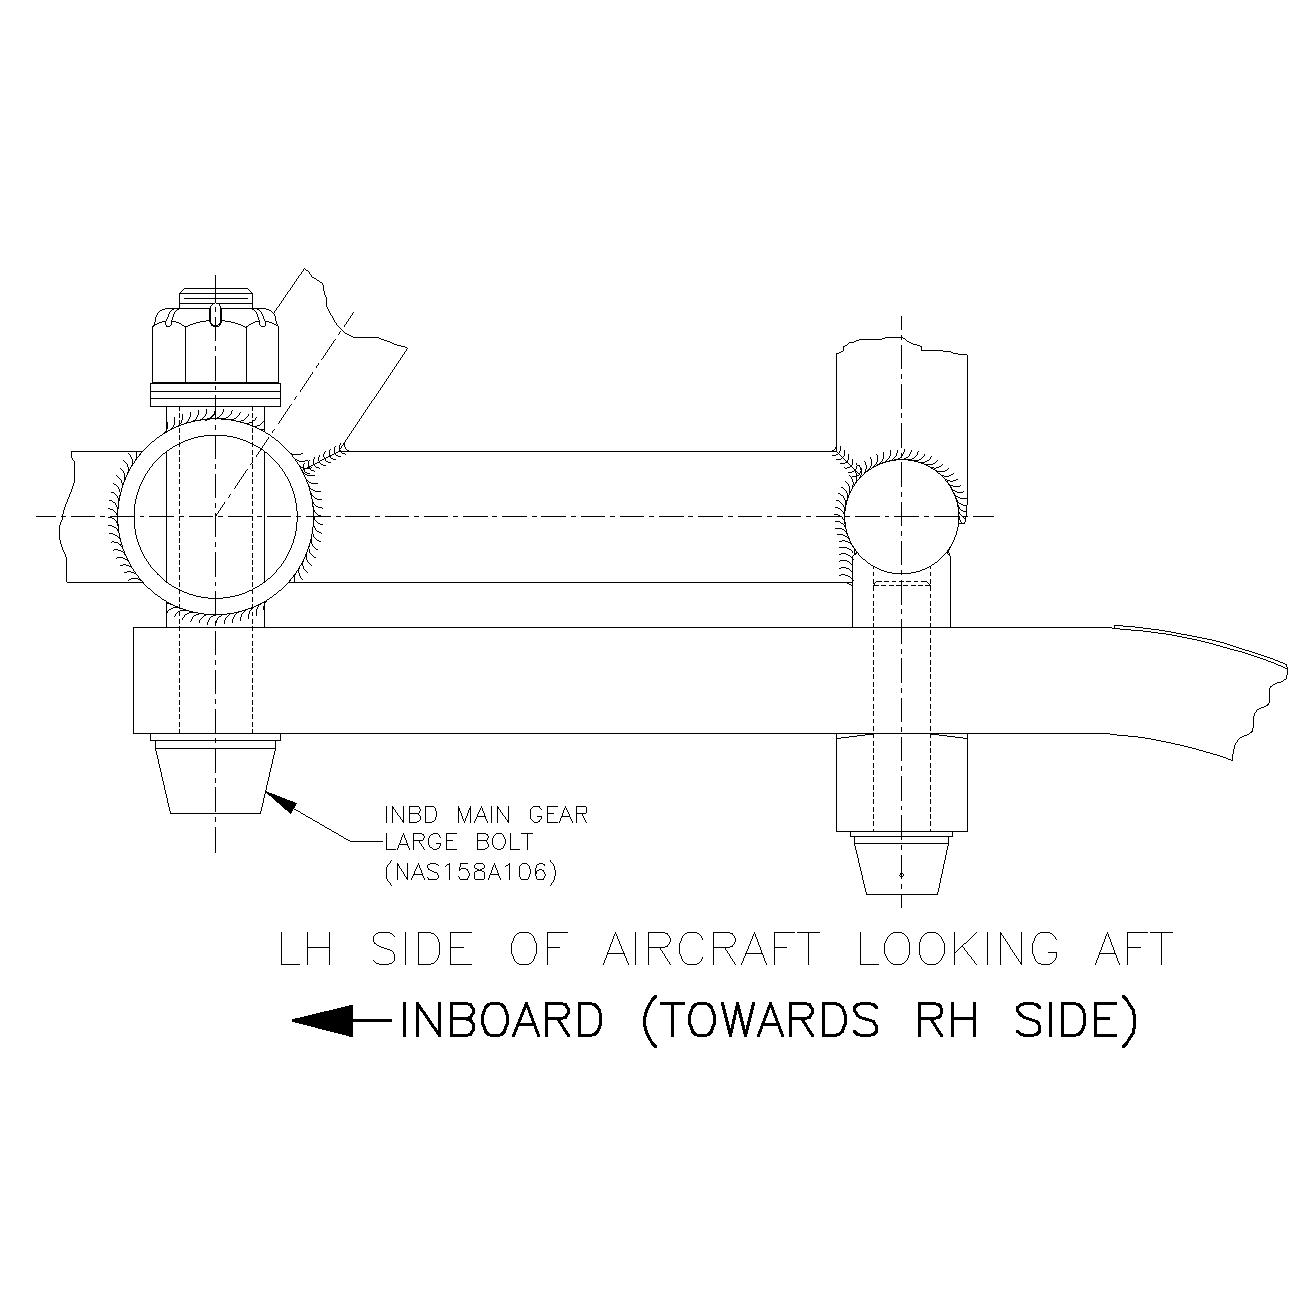 INBD MAIN GEAR
LARGE BOLT
(NAS158A106)
LH SIDE OF AIRCRAFT LOOKING AFT
INBOARD (TOWARDS RH SIDE)